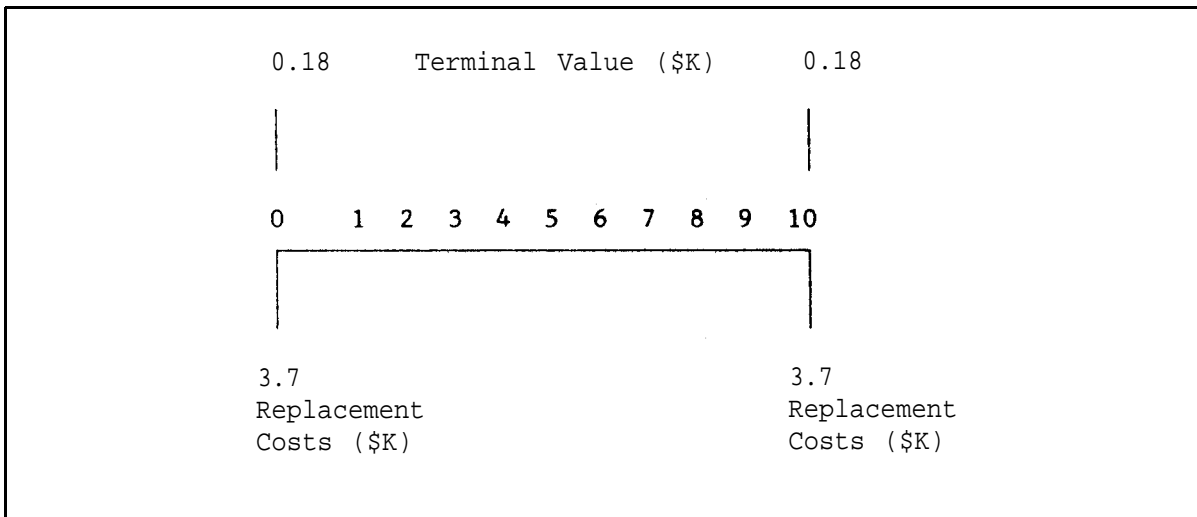 0.18 Terminal Value ($K) 0.18
0 1 2 3 4 5 6 7 8 9 10
3.7 3.7
Replacement Replacement
Costs ($K) Costs ($K)